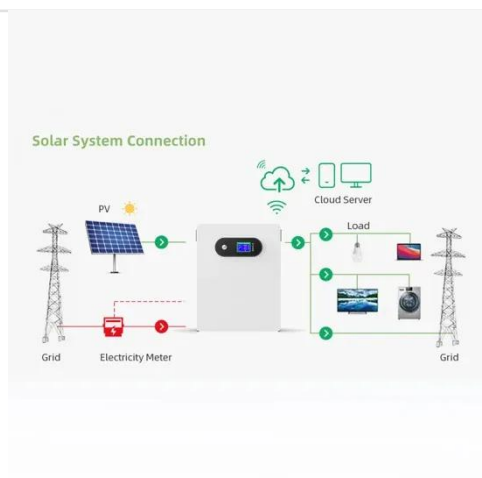 Solar System Connection
Cloud Server
PV
Load
Grid
Electricity Meter
Grid